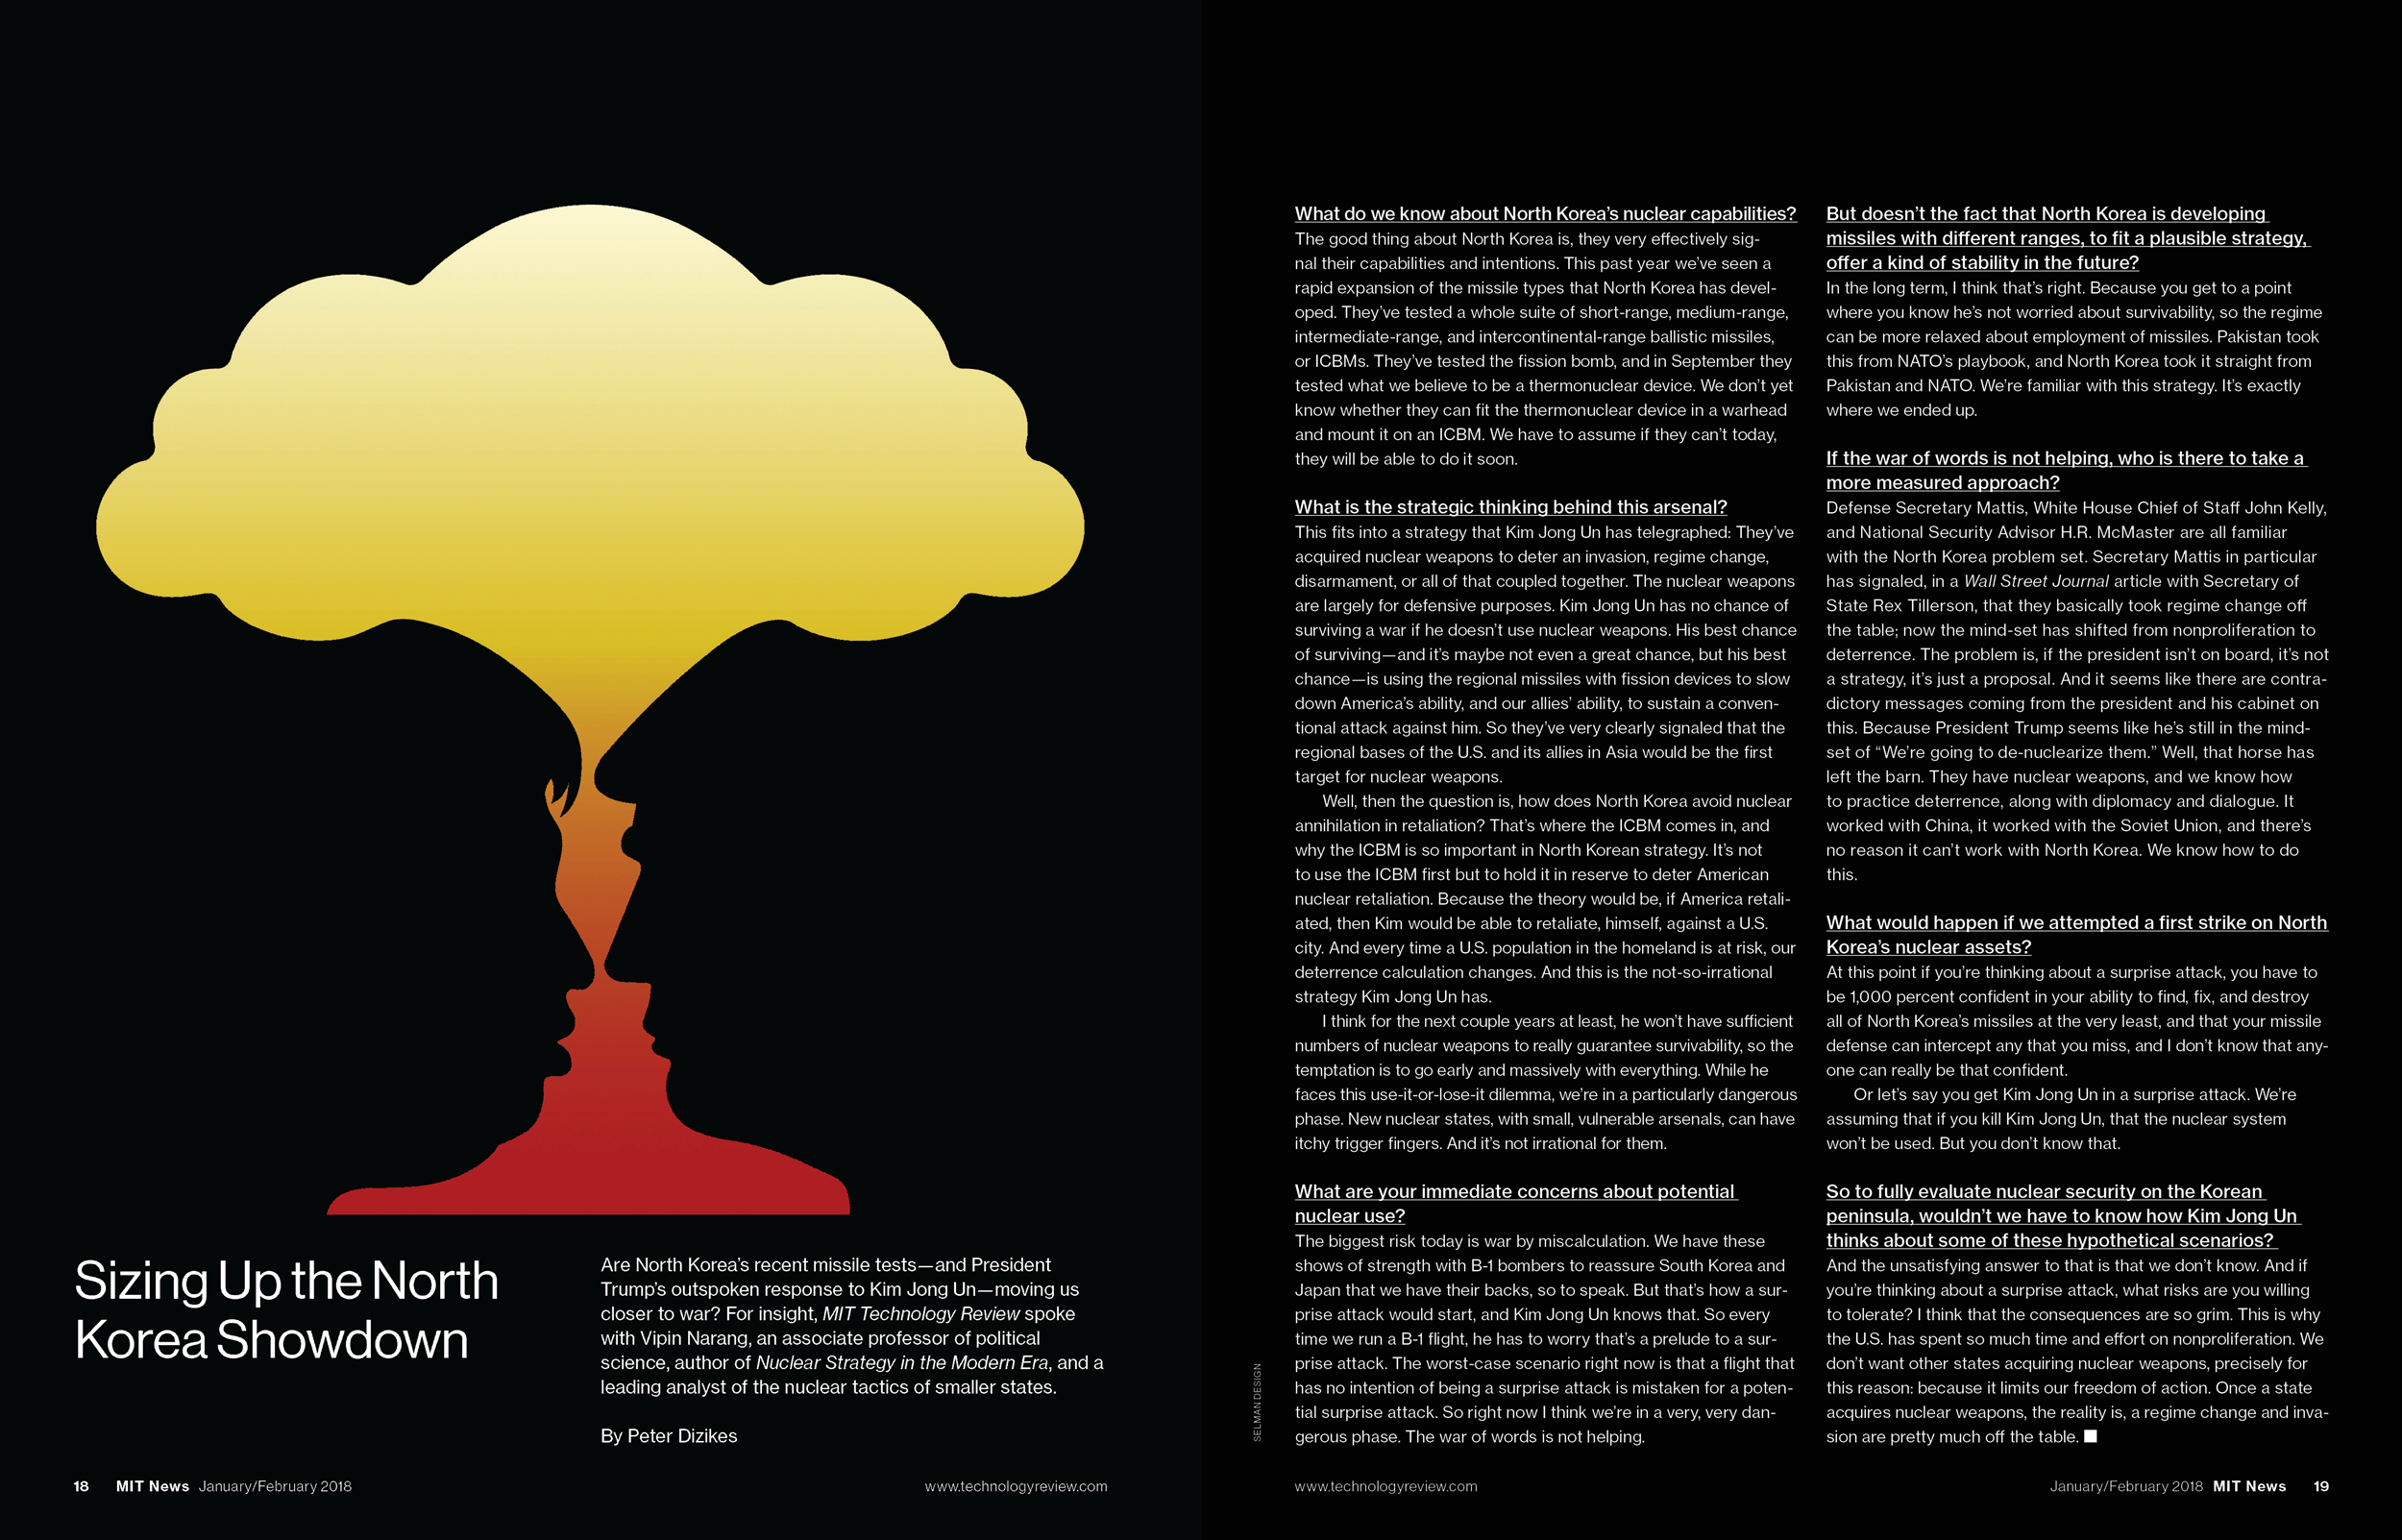 Sizing Up the North
Korea Showdown
Are North Korea’s recent missile tests—and President
Trump’s outspoken response to Kim Jong Un—moving us
closer to war? For insight, MIT Technology Review spoke
with Vipin Narang, an associate professor of political
science, author of Nuclear Strategy in the Modern Era, and a
leading analyst of the nuclear tactics of smaller states.
By Peter Dizikes
18 MIT News January/February 2018
www.technologyreview.com
SELMAN DESIGN
What do we know about North Korea’s nuclear capabilities?
The good thing about North Korea is, they very effectively sig-
nal their capabilities and intentions. This past year we’ve seen a
rapid expansion of the missile types that North Korea has devel-
oped. They’ve tested a whole suite of short-range, medium-range,
intermediate-range, and intercontinental-range ballistic missiles,
or ICBMs. They’ve tested the fission bomb, and in September they
tested what we believe to be a thermonuclear device. We don’t yet
know whether they can fit the thermonuclear device in a warhead
and mount it on an ICBM. We have to assume if they can’t today,
they will be able to do it soon.
What is the strategic thinking behind this arsenal?
This fits into a strategy that Kim Jong Un has telegraphed: They’ve
acquired nuclear weapons to deter an invasion, regime change,
disarmament, or all of that coupled together. The nuclear weapons
are largely for defensive purposes. Kim Jong Un has no chance of
surviving a war if he doesn’t use nuclear weapons. His best chance
of surviving—and it’s maybe not even a great chance, but his best
chance—is using the regional missiles with fission devices to slow
down America’s ability, and our allies’ ability, to sustain a conven-
tional attack against him. So they’ve very clearly signaled that the
regional bases of the U.S. and its allies in Asia would be the first
target for nuclear weapons.
Well, then the question is, how does North Korea avoid nuclear
annihilation in retaliation? That’s where the ICBM comes in, and
why the ICBM is so important in North Korean strategy. It’s not
to use the ICBM first but to hold it in reserve to deter American
nuclear retaliation. Because the theory would be, if America retali-
ated, then Kim would be able to retaliate, himself, against a U.S.
city. And every time a U.S. population in the homeland is at risk, our
deterrence calculation changes. And this is the not-so-irrational
strategy Kim Jong Un has.
I think for the next couple years at least, he won’t have sufficient
numbers of nuclear weapons to really guarantee survivability, so the
temptation is to go early and massively with everything. While he
faces this use-it-or-lose-it dilemma, we’re in a particularly dangerous
phase. New nuclear states, with small, vulnerable arsenals, can have
itchy trigger fingers. And it’s not irrational for them.
What are your immediate concerns about potential
nuclear use?
The biggest risk today is war by miscalculation. We have these
shows of strength with B-1 bombers to reassure South Korea and
Japan that we have their backs, so to speak. But that’s how a sur-
prise attack would start, and Kim Jong Un knows that. So every
time we run a B-1 flight, he has to worry that’s a prelude to a sur-
prise attack. The worst-case scenario right now is that a flight that
has no intention of being a surprise attack is mistaken for a poten-
tial surprise attack. So right now I think we’re in a very, very dan-
gerous phase. The war of words is not helping.
But doesn’t the fact that North Korea is developing
missiles with different ranges, to fit a plausible strategy,
offer a kind of stability in the future?
In the long term, I think that’s right. Because you get to a point
where you know he’s not worried about survivability, so the regime
can be more relaxed about employment of missiles. Pakistan took
this from NATO’s playbook, and North Korea took it straight from
Pakistan and NATO. We’re familiar with this strategy. It’s exactly
where we ended up.
If the war of words is not helping, who is there to take a
more measured approach?
Defense Secretary Mattis, White House Chief of Staff John Kelly,
and National Security Advisor H.R. McMaster are all familiar
with the North Korea problem set. Secretary Mattis in particular
has signaled, in a Wall Street Journal article with Secretary of
State Rex Tillerson, that they basically took regime change off
the table; now the mind-set has shifted from nonproliferation to
deterrence. The problem is, if the president isn’t on board, it’s not
a strategy, it’s just a proposal. And it seems like there are contra-
dictory messages coming from the president and his cabinet on
this. Because President Trump seems like he’s still in the mind-
set of “We’re going to de-nuclearize them.” Well, that horse has
left the barn. They have nuclear weapons, and we know how
to practice deterrence, along with diplomacy and dialogue. It
worked with China, it worked with the Soviet Union, and there’s
no reason it can’t work with North Korea. We know how to do
this.
What would happen if we attempted a first strike on North
Korea’s nuclear assets?
At this point if you’re thinking about a surprise attack, you have to
be 1,000 percent confident in your ability to find, fix, and destroy
all of North Korea’s missiles at the very least, and that your missile
defense can intercept any that you miss, and I don’t know that any-
one can really be that confident.
Or let’s say you get Kim Jong Un in a surprise attack. We’re
assuming that if you kill Kim Jong Un, that the nuclear system
won’t be used. But you don’t know that.
So to fully evaluate nuclear security on the Korean
peninsula, wouldn’t we have to know how Kim Jong Un
thinks about some of these hypothetical scenarios?
And the unsatisfying answer to that is that we don’t know. And if
you’re thinking about a surprise attack, what risks are you willing
to tolerate? I think that the consequences are so grim. This is why
the U.S. has spent so much time and effort on nonproliferation. We
don’t want other states acquiring nuclear weapons, precisely for
this reason: because it limits our freedom of action. Once a state
acquires nuclear weapons, the reality is, a regime change and inva-
sion are pretty much off the table.
www.technologyreview.com
January/February 2018 MIT News 19